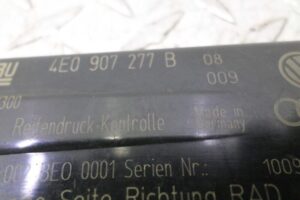 4E0 907 277 B 08
009
300
Reifendruck-Kontrolle Made in
Germany
BE0 0001 Serien Nr.: 1009
Seite Richtung RAD